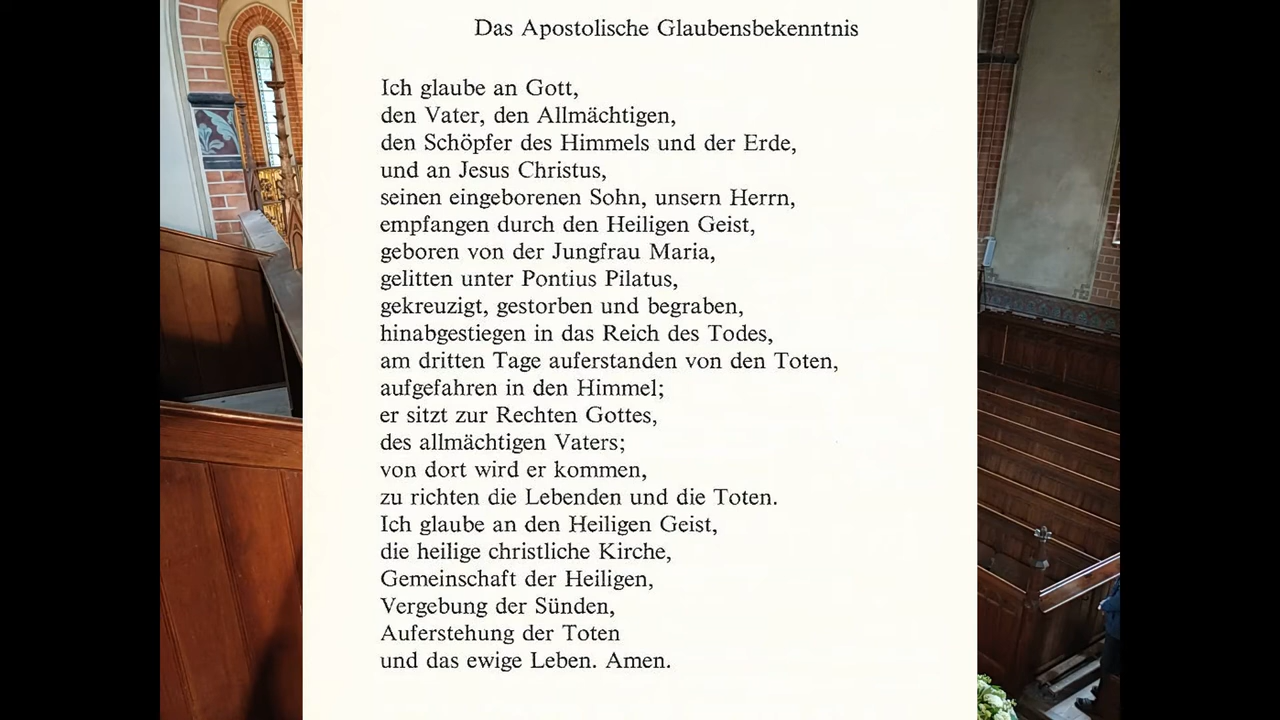 Das Apostolische Glaubensbekenntnis
Ich glaube an Gott,
den Vater, den Allmächtigen,
den Schöpfer des Himmels und der Erde,
und an Jesus Christus,
seinen eingeborenen Sohn, unsern Herrn,
empfangen durch den Heiligen Geist,
geboren von der Jungfrau Maria,
gelitten unter Pontius Pilatus,
gekreuzigt, gestorben und begraben,
hinabgestiegen in das Reich des Todes,
am dritten Tage auferstanden von den Toten,
aufgefahren in den Himmel;
er sitzt zur Rechten Gottes,
des allmächtigen Vaters;
von dort wird er kommen,
zu richten die Lebenden und die Toten.
Ich glaube an den Heiligen Geist,
die heilige christliche Kirche,
Gemeinschaft der Heiligen,
Vergebung der Sünden,
Auferstehung der Toten
und das ewige Leben. Amen.